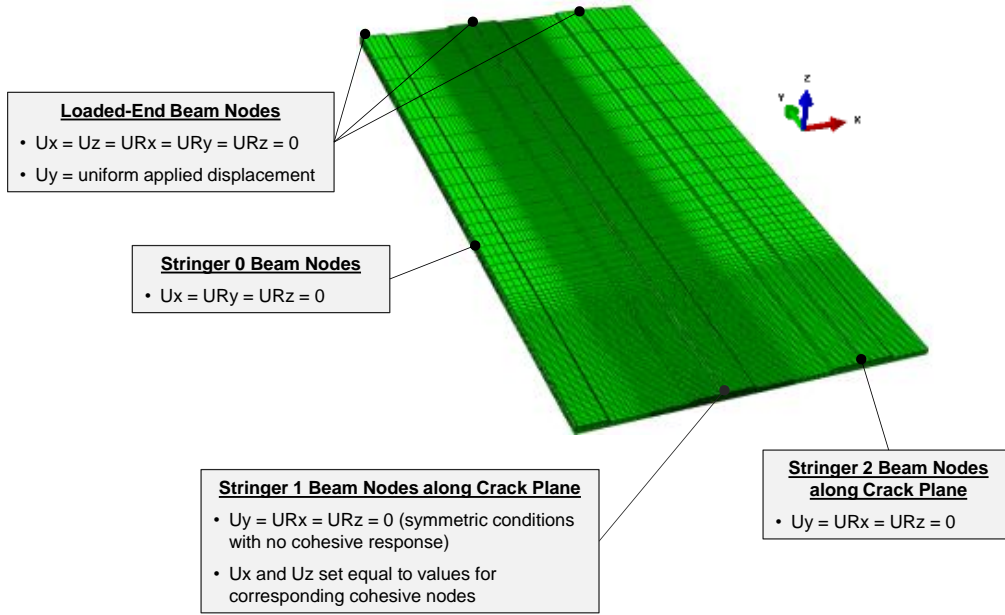 Loaded-End Beam Nodes
• Ux = Uz = URx = URy = URz = 0
• Uy = uniform applied displacement
Z
Y
X
Stringer 0 Beam Nodes
• Ux = URy = URz = 0
Stringer 1 Beam Nodes along Crack Plane
• Uy = URx = URz = 0 (symmetric conditions
with no cohesive response)
• Ux and Uz set equal to values for
corresponding cohesive nodes
Stringer 2 Beam Nodes
along Crack Plane
• Uy = URx = URz = 0